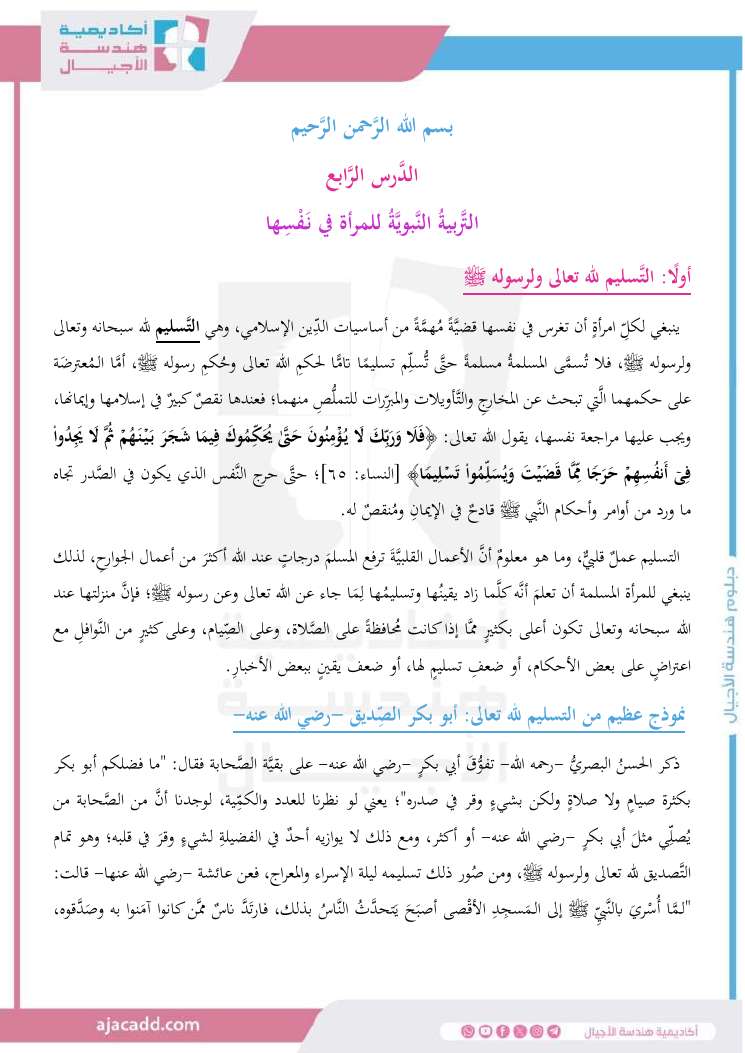 أكاديمية
هندسة
الأجيال
بسم الله الرَّحمن الرَّحيم
الدَّرس الرَّابع
التَّربيةُ النَّبويَّةُ للمرأة في نَفْسِها
أولًا: التَّسليم لله تعالى ولرسوله ﷺ
ينبغي لكلّ امرأةٍ أن تغرس في نفسها قضيَّةً مُهمَّةً من أساسيات الدِّين الإسلامي، وهي التَّسليم لله سبحانه وتعالى
ولرسوله ﷺ، فلا تُسمَّى المسلمةُ مسلمةً حتَّى تُسلّم تسليمًا تامًا لحكمِ الله تعالى وحُكمِ رسوله ﷺ، أمَّا المُعترضَة
على حكمهما الَّتي تبحث عن المخارج والتَّأويلات والمبرّرات للتملُّصِ منهما؛ فعندها نقصٌ كبيرٌ في إسلامها وإيمانها،
ويجب عليها مراجعة نفسها، يقول الله تعالى: ﴿فَلَا وَرَبِّكَ لَا يُؤْمِنُونَ حَتَّىٰ يُحَكِّمُوكَ فِيمَا شَجَرَ بَيْنَهُمْ ثُمَّ لَا يَجِدُواْ
فِىٓ أَنفُسِهِمْ حَرَجًا مِّمَّا قَضَيْتَ وَيُسَلِّمُواْ تَسْلِيمًا﴾ [النساء: ٦٥]؛ حتَّى حرج النَّفس الذي يكون في الصَّدر تجاه
ما ورد من أوامر وأحكام النَّبي ﷺ قادحٌ في الإيمانِ ومُنقصٌ له.
التسليم عملٌ قلبيٌّ، وما هو معلومٌ أنَّ الأعمال القلبيَّةَ ترفع المسلمَ درجاتٍ عند الله أكثرَ من أعمال الجوارحِ، لذلك
ينبغي للمرأة المسلمة أن تعلمَ أنَّه كلَّما زاد يقينُها وتسليمُها لِمَا جاء عن الله تعالى وعن رسوله ﷺ؛ فإنَّ منزلتها عند
الله سبحانه وتعالى تكون أعلى بكثيرٍ ممَّا إذا كانت مُحافظةً على الصَّلاة، وعلى الصِّيام، وعلى كثيرٍ من النَّوافل مع
اعتراضٍ على بعض الأحكام، أو ضعفِ تسليمٍ لها، أو ضعف يقينٍ ببعض الأخبارِ.
نموذج عظيم من التسليم لله تعالى: أبو بكر الصِّديق –رضي الله عنه–
ذكر الحسنُ البصريُّ –رحمه الله– تفوُّقَ أبي بكرٍ –رضي الله عنه– على بقيَّة الصَّحابة فقال: "ما فضلكم أبو بكر
بكثرة صيامٍ ولا صلاةٍ ولكن بشيءٍ وقر في صدره"؛ يعني لو نظرنا للعدد والكمِّية، لوجدنا أنَّ من الصَّحابة من
يُصلِّي مثلَ أبي بكرٍ –رضي الله عنه– أو أكثر، ومع ذلك لا يوازيه أحدٌ في الفضيلةِ لشيءٍ وقرَ في قلبه؛ وهو تمام
التَّصديق لله تعالى ولرسوله ﷺ، ومن صُور ذلك تسليمه ليلة الإسراء والمعراج، فعن عائشة –رضي الله عنها– قالت:
"لمَّا أُسْريَ بالنَّبيِّ ﷺ إلى المَسجِدِ الأقْصى أصبَحَ يَتحدَّثُ النَّاسُ بذلك، فارتَدَّ ناسٌ ممَّن كانوا آمَنوا به وصَدَّقوه،
دبلوم هندسة الأجيال
أكاديمية
هندسة
الأجيال
ajacadd.com
أكاديمية هندسة الأجيال